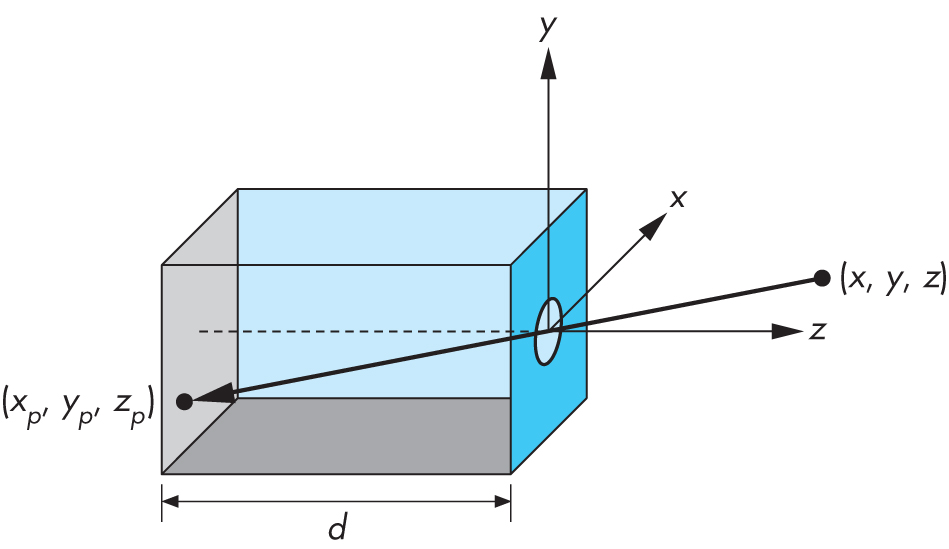 y
x
(x, y, z)
z
(xₚ, yₚ, zₚ)
d